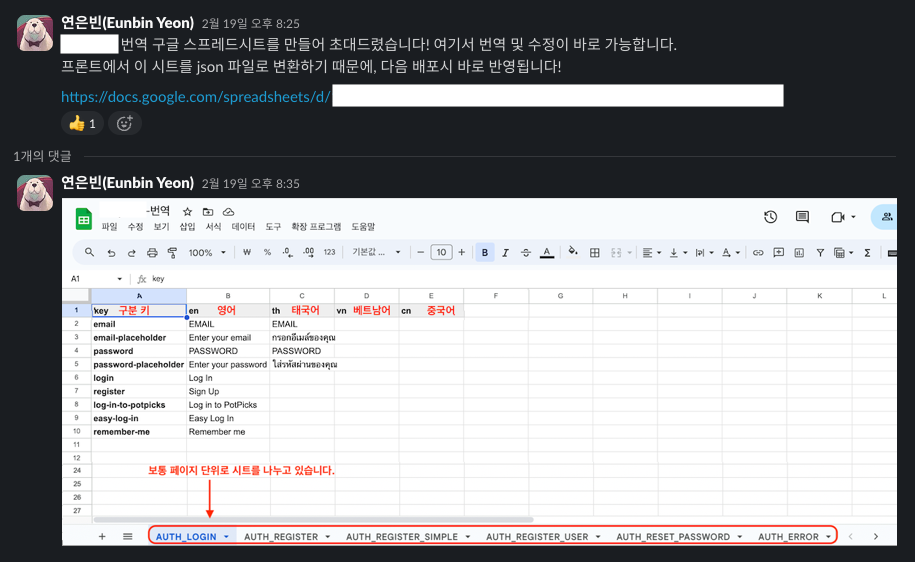 연은빈(Eunbin Yeon) 2월 19일 오후 8:25
번역 구글 스프레드시트를 만들어 초대드렸습니다! 여기서 번역 및 수정이 바로 가능합니다.
프론트에서 이 시트를 json 파일로 변환하기 때문에, 다음 배포시 바로 반영됩니다!
https://docs.google.com/spreadsheets/d/
1
1개의 댓글
연은빈(Eunbin Yeon) 2월 19일 오후 8:35
-번역
파일 수정 보기 삽입 서식 데이터 도구 확장 프로그램 도움말
100% ₩ % .0 .00 123 기본값 ... 10 B I A
A1 fx key
A B C D E F G H I J K L
1 key 구분 키 en 영어 th 태국어 vn 베트남어 cn 중국어
2 email EMAIL EMAIL
3 email-placeholder Enter your email กรอกอีเมล์ของคุณ
4 password PASSWORD PASSWORD
5 password-placeholder Enter your password ใส่รหัสผ่านของคุณ
6 login Log In
7 register Sign Up
8 log-in-to-potpicks Log in to PotPicks
9 easy-log-in Easy Log In
10 remember-me Remember me
11
12
24 보통 페이지 단위로 시트를 나누고 있습니다.
25
26
27
AUTH_LOGIN AUTH_REGISTER AUTH_REGISTER_SIMPLE AUTH_REGISTER_USER AUTH_RESET_PASSWORD AUTH_ERROR